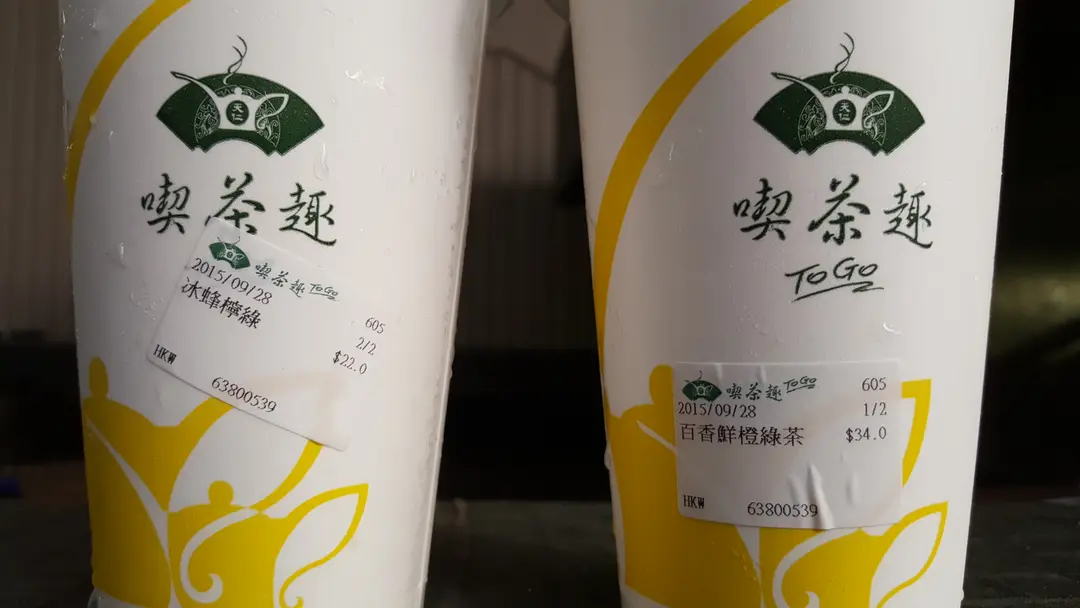 天仁
喫茶趣
喫茶趣 ToGo
2015/09/28
605
冰蜂檸綠
2/2
$22.0
HKW
63800539
天仁
喫茶趣
ToGo
喫茶趣 ToGo
605
2015/09/28
1/2
百香鮮橙綠茶
$34.0
HKW
63800539